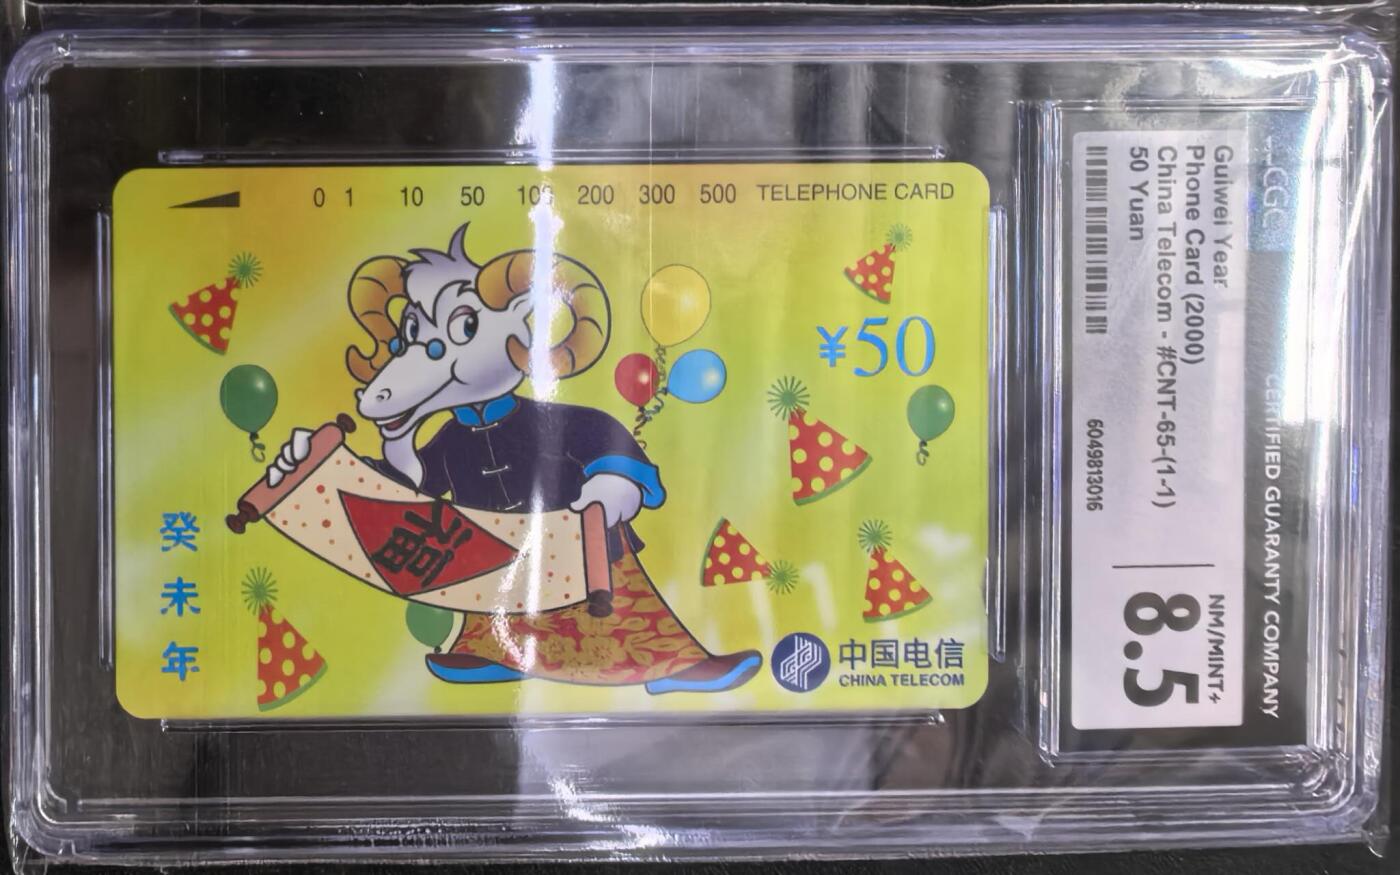 0 1 10 50 100 200 300 500 TELEPHONE CARD
¥50
福
癸未年
中国电信
CHINA TELECOM
CGC CERTIFIED GUARANTY COMPANY
Guiwei Year
Phone Card (2000)
China Telecom - #CNT-65-(1-1)
50 Yuan
6049813016
NM/MINT+
8.5